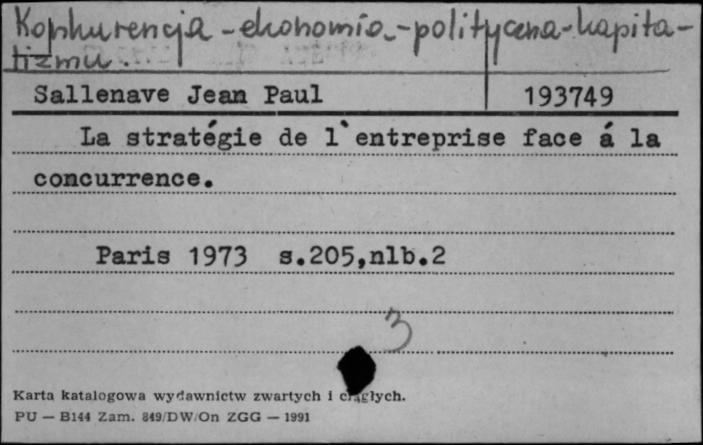 Konkurencja - ekonomia - polityczna - kapita-
lizmu.
Sallenave Jean Paul 193749
La stratégie de l`entreprise face á la
concurrence.
Paris 1973 s.205,nlb.2
3
Karta katalogowa wydawnictw zwartych i ciągłych.
PU — B144 Zam. 849/DW/On ZGG — 1991